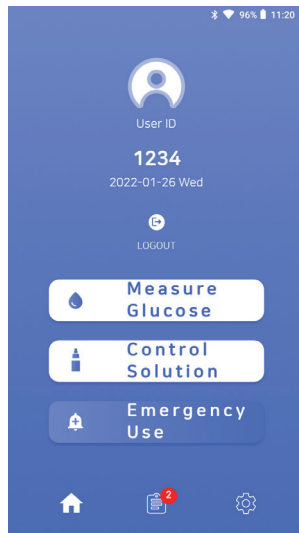 96% 11:20
User ID
1234
2022-01-26 Wed
LOGOUT
Measure
Glucose
Control
Solution
Emergency
Use
2